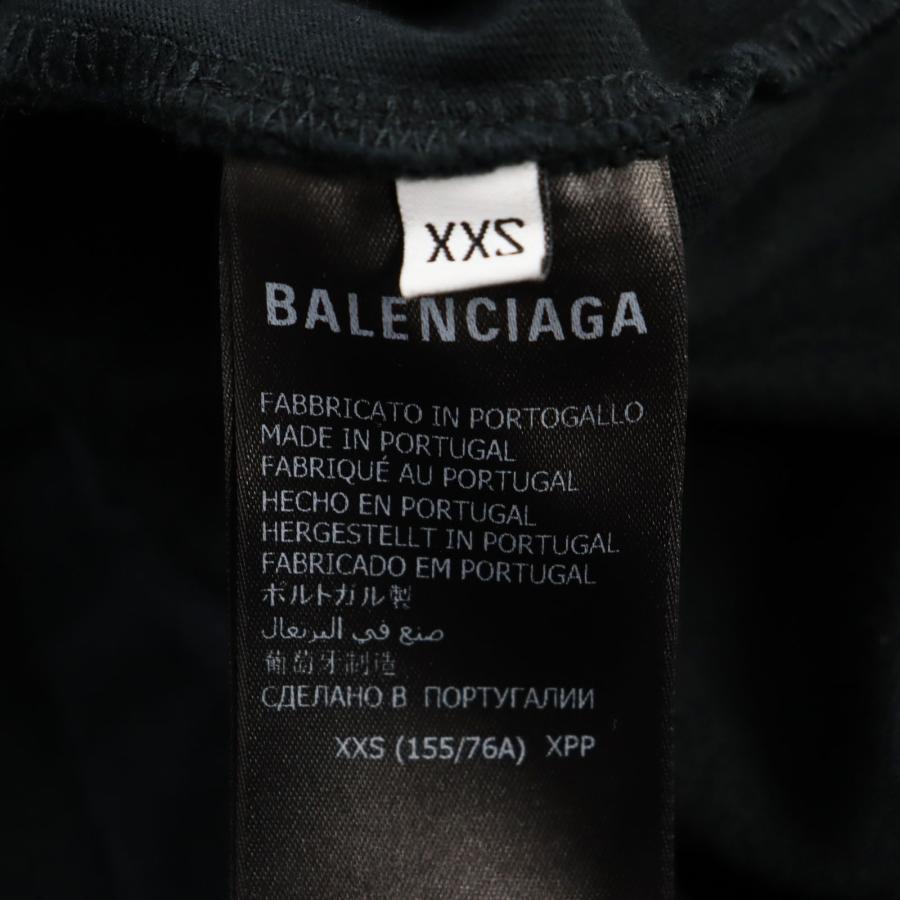 XXS
BALENCIAGA
FABBRICATO IN PORTOGALLO
MADE IN PORTUGAL
FABRIQUÉ AU PORTUGAL
HECHO EN PORTUGAL
HERGESTELLT IN PORTUGAL
FABRICADO EM PORTUGAL
ポルトガル製
صنع في البرتغال
葡萄牙制造
СДЕЛАНО В ПОРТУГАЛИИ
XXS (155/76A) XPP